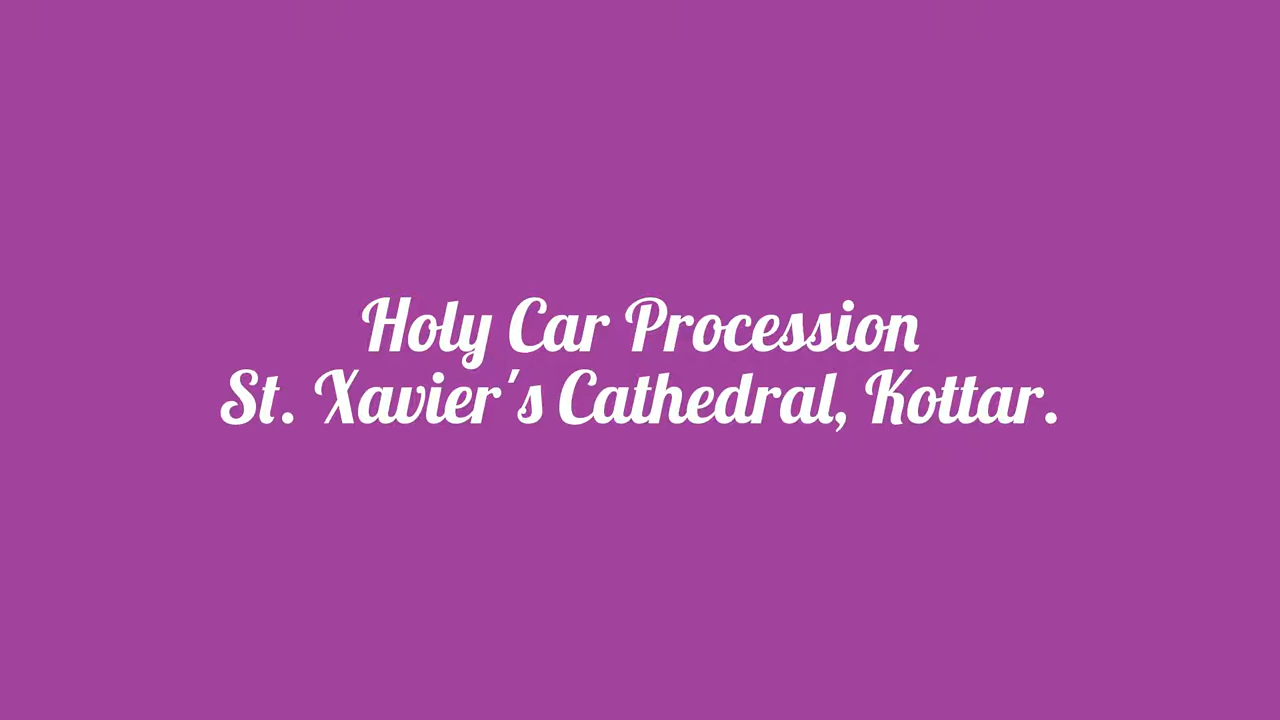 Holy Car Procession
St. Xavier's Cathedral, Kottar.